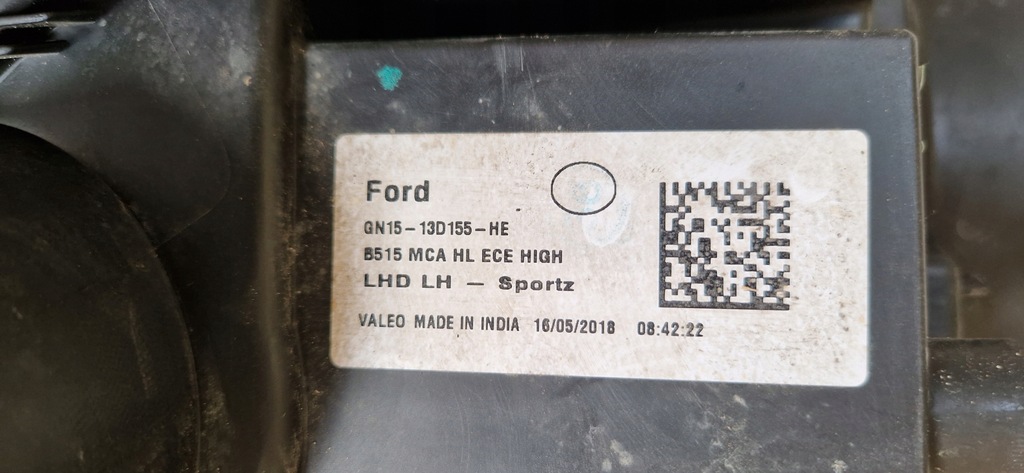 Ford
GN15-13D155-HE
B515 MCA HL ECE HIGH
LHD LH - Sportz
VALEO MADE IN INDIA 16/05/2018 08:42:22